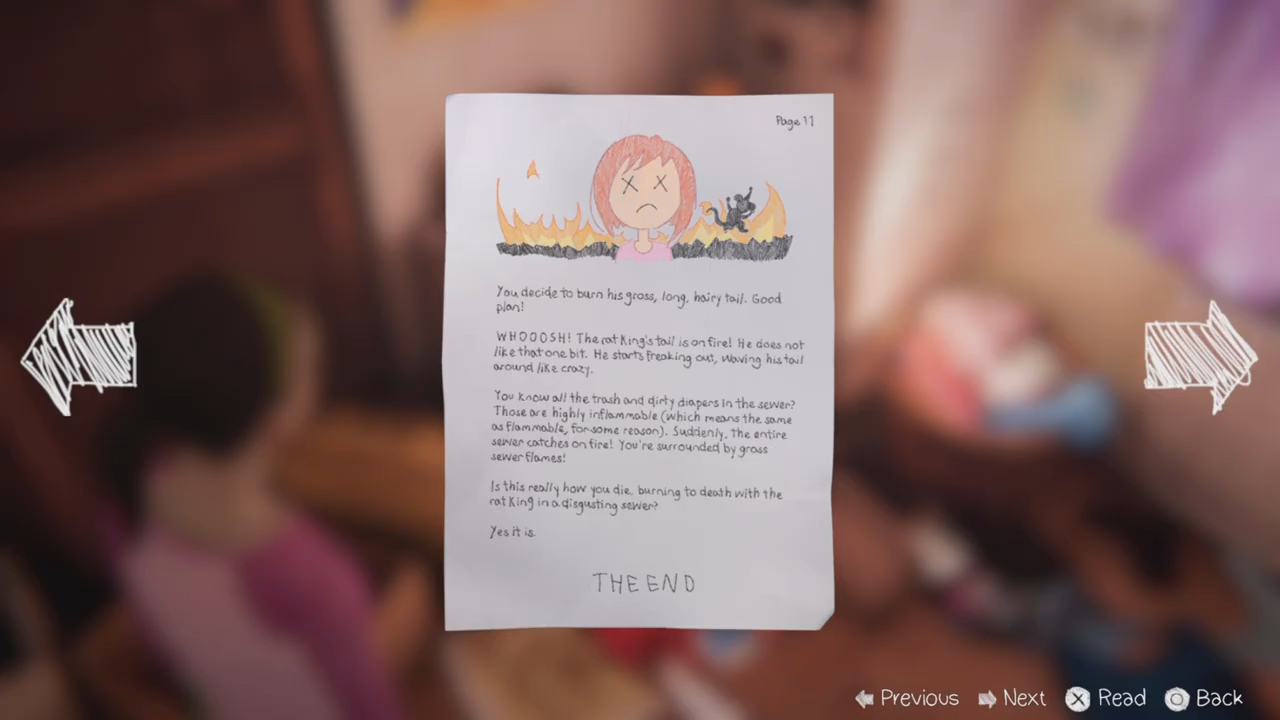 Page 11
You decide to burn his gross, long, hairy tail. Good
plan!
WHOOOSH! The rat King's tail is on fire! He does not
like that one bit. He starts freaking out, waving his tail
around like crazy.
You know all the trash and dirty diapers in the sewer?
Those are highly inflammable (which means the same
as flammable, for some reason). Suddenly, the entire
sewer catches on fire! You're surrounded by gross
sewer flames!
Is this really how you die, burning to death with the
rat King in a disgusting sewer?
Yes it is.
THE END
Previous Next Read Back